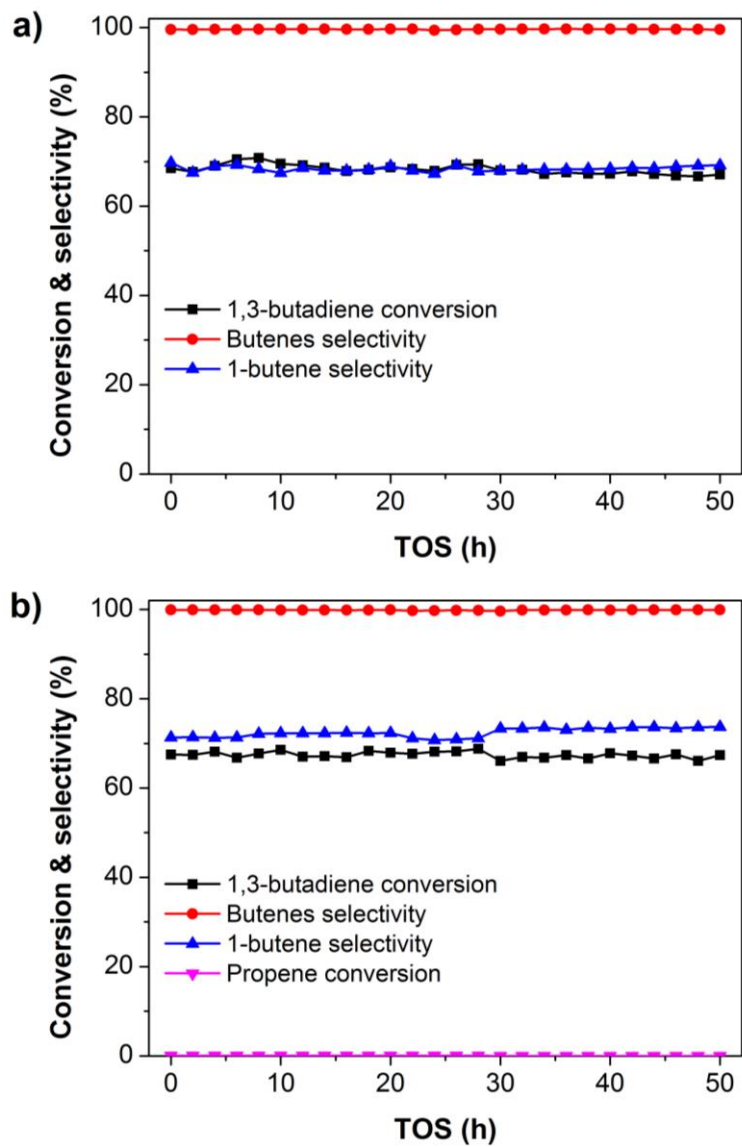 a)
Conversion & selectivity (%)
100
80
60
40
20
0
1,3-butadiene conversion
Butenes selectivity
1-butene selectivity
0 10 20 30 40 50
TOS (h)
b)
Conversion & selectivity (%)
100
80
60
40
20
0
1,3-butadiene conversion
Butenes selectivity
1-butene selectivity
Propene conversion
0 10 20 30 40 50
TOS (h)